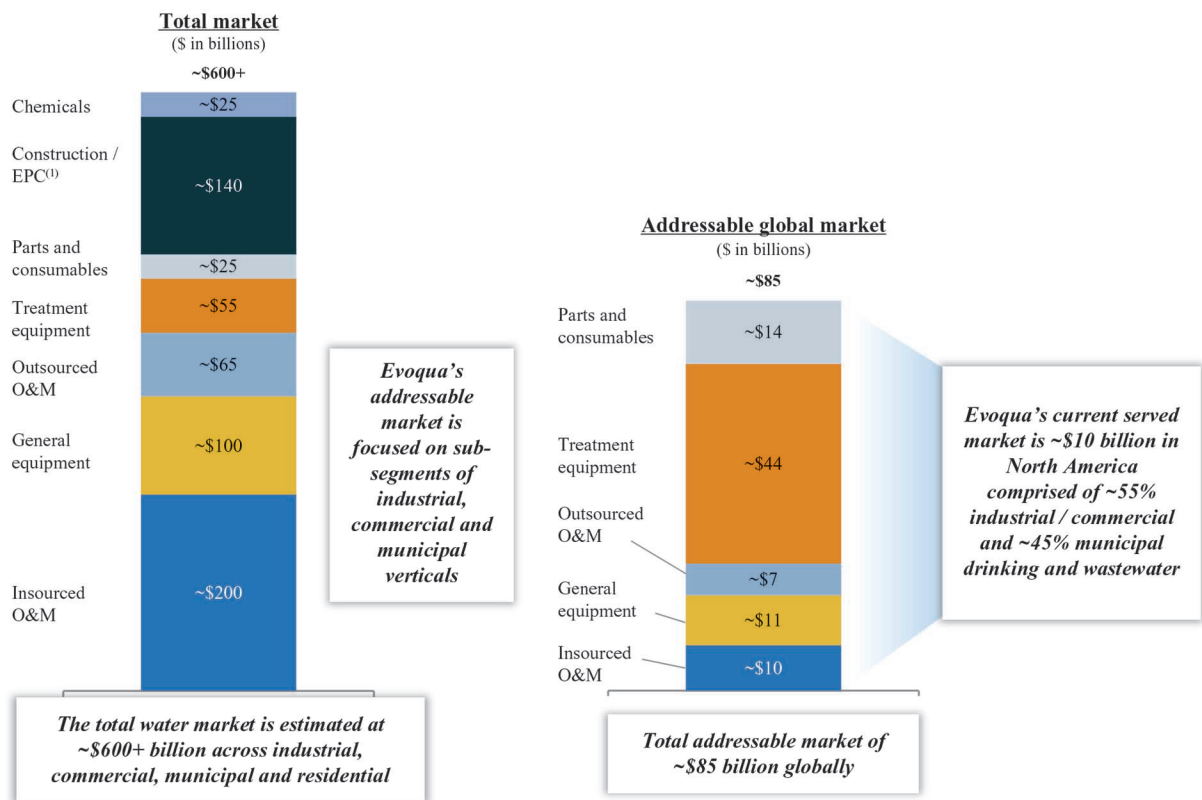 Total market
($ in billions)
~$600+
Chemicals
~$25
Construction /
EPC(1)
~$140
Parts and
consumables
~$25
Treatment
equipment
~$55
Outsourced
O&M
~$65
General
equipment
~$100
Insourced
O&M
~$200
The total water market is estimated at
~$600+ billion across industrial,
commercial, municipal and residential
Evoqua's
addressable
market is
focused on sub-
segments of
industrial,
commercial and
municipal
verticals
Addressable global market
($ in billions)
~$85
Parts and
consumables
~$14
Treatment
equipment
~$44
Outsourced
O&M
~$7
General
equipment
~$11
Insourced
O&M
~$10
Total addressable market of
~$85 billion globally
Evoqua's current served
market is ~$10 billion in
North America
comprised of ~55%
industrial / commercial
and ~45% municipal
drinking and wastewater